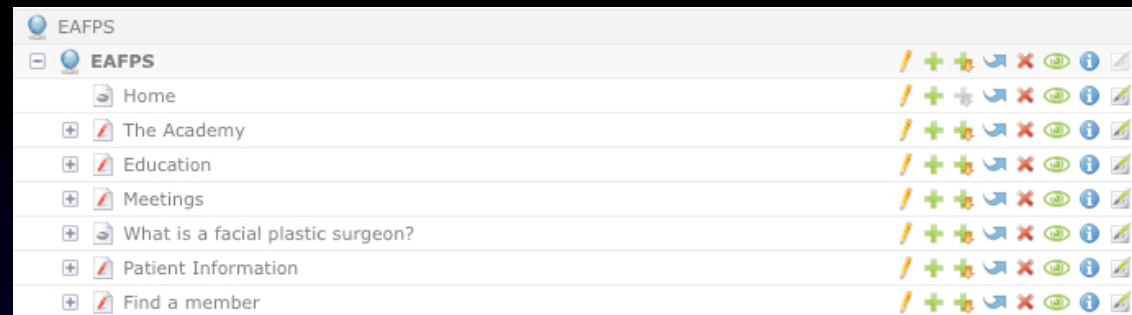 EAFPS
EAFPS
Home
The Academy
Education
Meetings
What is a facial plastic surgeon?
Patient Information
Find a member